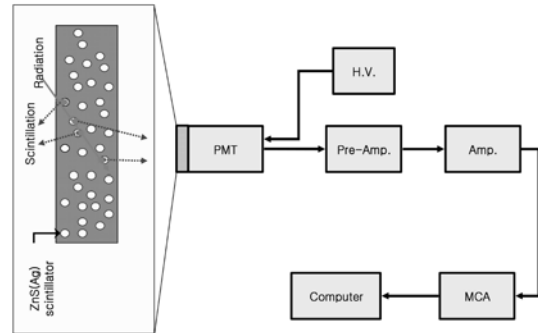 Radiation
Scintillation
ZnS(Ag)
scintillator
H.V.
PMT
Pre-Amp.
Amp.
Computer
MCA